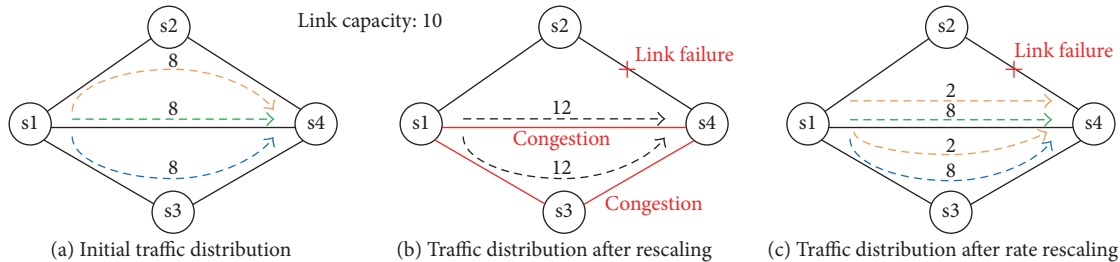 Link capacity: 10
s2
8
8
s1
s4
8
s3
(a) Initial traffic distribution
s2
Link failure
12
s1
s4
Congestion
12
Congestion
s3
(b) Traffic distribution after rescaling
s2
Link failure
2
8
s1
s4
2
8
s3
(c) Traffic distribution after rate rescaling